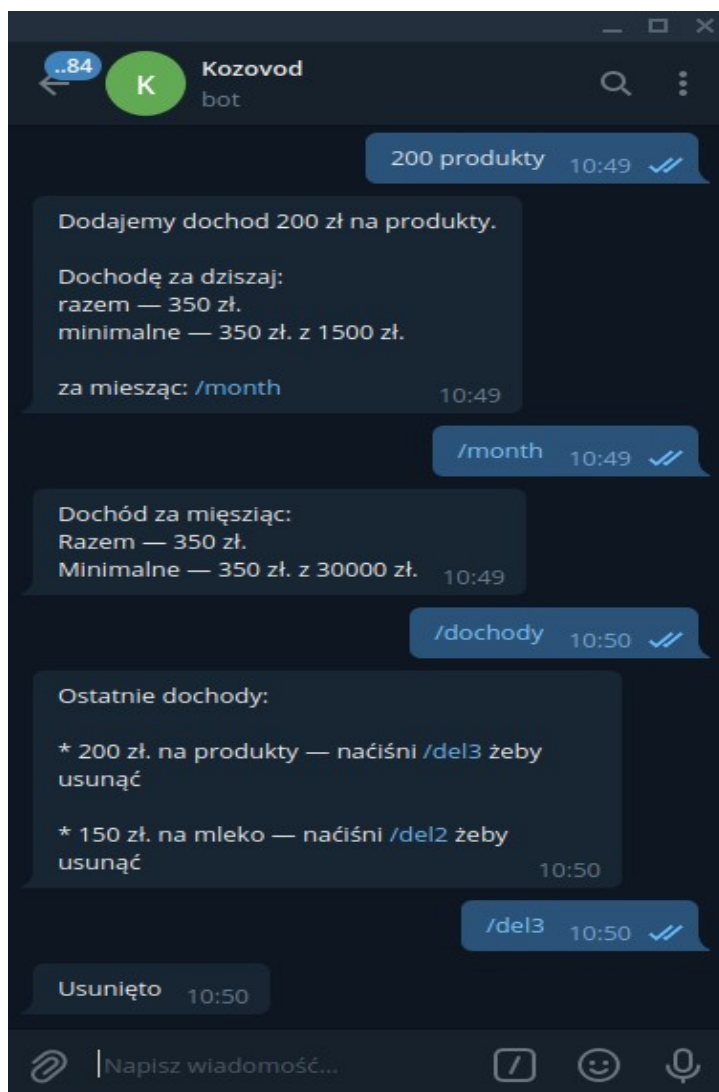 ..84
K
Kozovod
bot
200 produkty 10:49
Dodajemy dochod 200 zł na produkty.
Dochodę za dziszaj:
razem — 350 zł.
minimalne — 350 zł. z 1500 zł.
za miesząc: /month 10:49
/month 10:49
Dochód za mięsziąc:
Razem — 350 zł.
Minimalne — 350 zł. z 30000 zł. 10:49
/dochody 10:50
Ostatnie dochody:
* 200 zł. na produkty — naćiśni /del3 żeby
usunąć
* 150 zł. na mleko — naćiśni /del2 żeby
usunąć 10:50
/del3 10:50
Usunięto 10:50
Napisz wiadomość...